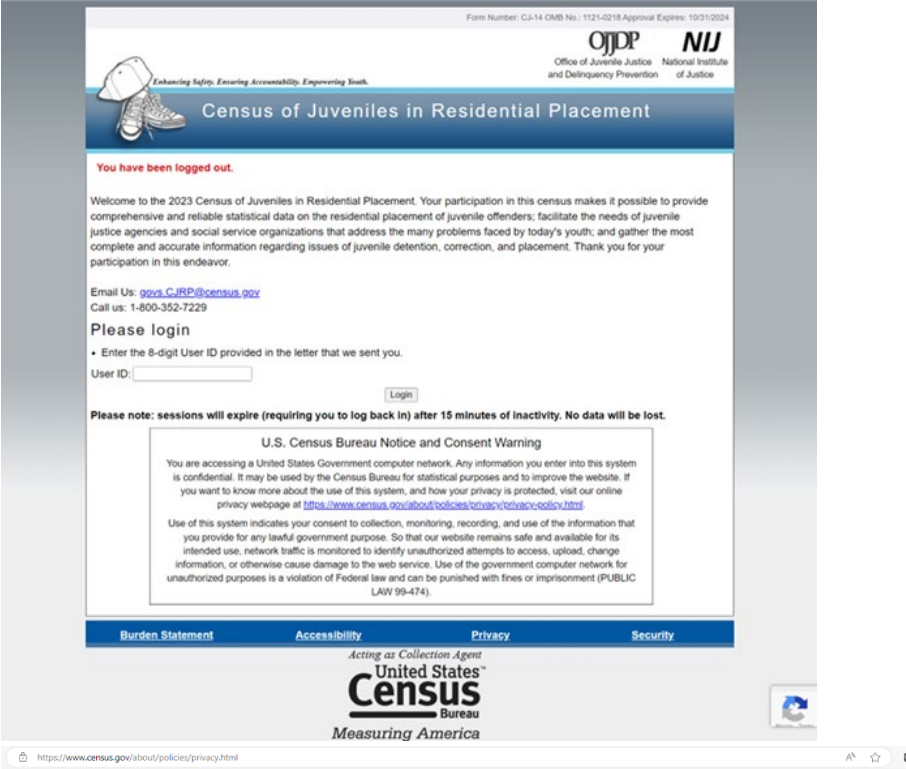 Form Number: CJ-14 OMB No.: 1121-0218 Approval Expires: 10/31/2024
OJJDP
Office of Juvenile Justice
and Delinquency Prevention
NIJ
National Institute
of Justice
Enhancing Safety. Ensuring Accountability. Empowering Youth.
Census of Juveniles in Residential Placement
You have been logged out.
Welcome to the 2023 Census of Juveniles in Residential Placement. Your participation in this census makes it possible to provide
comprehensive and reliable statistical data on the residential placement of juvenile offenders; facilitate the needs of juvenile
justice agencies and social service organizations that address the many problems faced by today's youth; and gather the most
complete and accurate information regarding issues of juvenile detention, correction, and placement. Thank you for your
participation in this endeavor.
Email Us: govs.CJRP@census.gov
Call us: 1-800-352-7229
Please login
• Enter the 8-digit User ID provided in the letter that we sent you.
User ID:
Login
Please note: sessions will expire (requiring you to log back in) after 15 minutes of inactivity. No data will be lost.
U.S. Census Bureau Notice and Consent Warning
You are accessing a United States Government computer network. Any information you enter into this system
is confidential. It may be used by the Census Bureau for statistical purposes and to improve the website. If
you want to know more about the use of this system, and how your privacy is protected, visit our online
privacy webpage at https://www.census.gov/about/policies/privacy/privacy-policy.html.
Use of this system indicates your consent to collection, monitoring, recording, and use of the information that
you provide for any lawful government purpose. So that our website remains safe and available for its
intended use, network traffic is monitored to identify unauthorized attempts to access, upload, change
information, or otherwise cause damage to the web service. Use of the government computer network for
unauthorized purposes is a violation of Federal law and can be punished with fines or imprisonment (PUBLIC
LAW 99-474).
Burden Statement Accessibility Privacy Security
Acting as Collection Agent
United States™
Census
Bureau
Measuring America
https://www.census.gov/about/policies/privacy.html